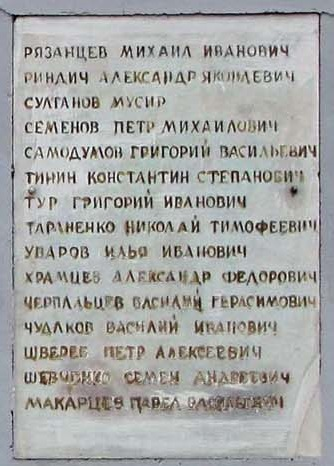 РЯЗАНЦЕВ МИХАИЛ ИВАНОВИЧ
РИНДИЧ АЛЕКСАНДР ЯКОВЛЕВИЧ
СУЛТАНОВ МУСИР
СЕМЕНОВ ПЕТР МИХАИЛОВИЧ
САМОДУМОВ ГРИГОРИЙ ВАСИЛЬЕВИЧ
ТИНИН КОНСТАНТИН СТЕПАНОВИЧ
ТУР ГРИГОРИЙ ИВАНОВИЧ
ТАРАНЕНКО НИКОЛАЙ ТИМОФЕЕВИЧ
УВАРОВ ИЛЬЯ ИВАНОВИЧ
ХРАМЦЕВ АЛЕКСАНДР ФЕДОРОВИЧ
ЧЕРПАЛЬЦЕВ ВАСИЛИЙ ГЕРАСИМОВИЧ
ЧУДАКОВ ВАСИЛИЙ ИВАНОВИЧ
ШВЕРЕВ ПЕТР АЛЕКСЕЕВИЧ
ШЕВЧЕНКО СЕМЕН АНДРЕЕВИЧ
МАКАРЦЕВ ПАВЕЛ ВАСИЛЬЕВИЧ